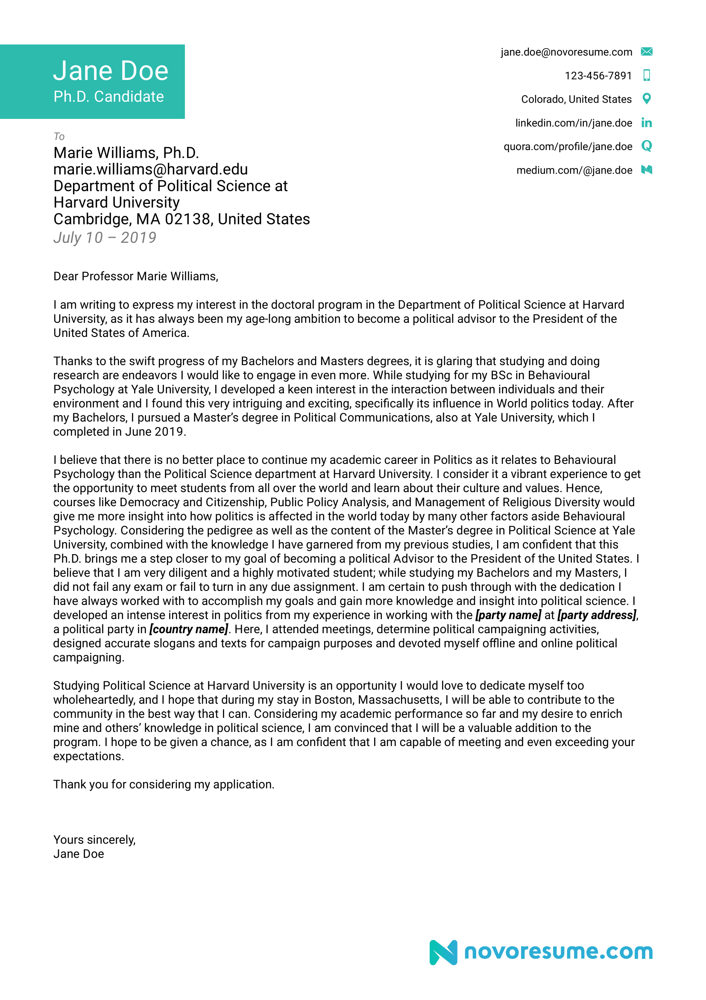 Jane Doe
Ph.D. Candidate
jane.doe@novoresume.com
123-456-7891
Colorado, United States
linkedin.com/in/jane.doe
quora.com/profile/jane.doe
medium.com/@jane.doe
To
Marie Williams, Ph.D.
marie.williams@harvard.edu
Department of Political Science at
Harvard University
Cambridge, MA 02138, United States
July 10 – 2019
Dear Professor Marie Williams,
I am writing to express my interest in the doctoral program in the Department of Political Science at Harvard
University, as it has always been my age-long ambition to become a political advisor to the President of the
United States of America.
Thanks to the swift progress of my Bachelors and Masters degrees, it is glaring that studying and doing
research are endeavors I would like to engage in even more. While studying for my BSc in Behavioural
Psychology at Yale University, I developed a keen interest in the interaction between individuals and their
environment and I found this very intriguing and exciting, specifically its influence in World politics today. After
my Bachelors, I pursued a Master’s degree in Political Communications, also at Yale University, which I
completed in June 2019.
I believe that there is no better place to continue my academic career in Politics as it relates to Behavioural
Psychology than the Political Science department at Harvard University. I consider it a vibrant experience to get
the opportunity to meet students from all over the world and learn about their culture and values. Hence,
courses like Democracy and Citizenship, Public Policy Analysis, and Management of Religious Diversity would
give me more insight into how politics is affected in the world today by many other factors aside Behavioural
Psychology. Considering the pedigree as well as the content of the Master’s degree in Political Science at Yale
University, combined with the knowledge I have garnered from my previous studies, I am confident that this
Ph.D. brings me a step closer to my goal of becoming a political Advisor to the President of the United States. I
believe that I am very diligent and a highly motivated student; while studying my Bachelors and my Masters, I
did not fail any exam or fail to turn in any due assignment. I am certain to push through with the dedication I
have always worked with to accomplish my goals and gain more knowledge and insight into political science. I
developed an intense interest in politics from my experience in working with the [party name] at [party address],
a political party in [country name]. Here, I attended meetings, determine political campaigning activities,
designed accurate slogans and texts for campaign purposes and devoted myself offline and online political
campaigning.
Studying Political Science at Harvard University is an opportunity I would love to dedicate myself too
wholeheartedly, and I hope that during my stay in Boston, Massachusetts, I will be able to contribute to the
community in the best way that I can. Considering my academic performance so far and my desire to enrich
mine and others’ knowledge in political science, I am convinced that I will be a valuable addition to the
program. I hope to be given a chance, as I am confident that I am capable of meeting and even exceeding your
expectations.
Thank you for considering my application.
Yours sincerely,
Jane Doe
novoresume.com